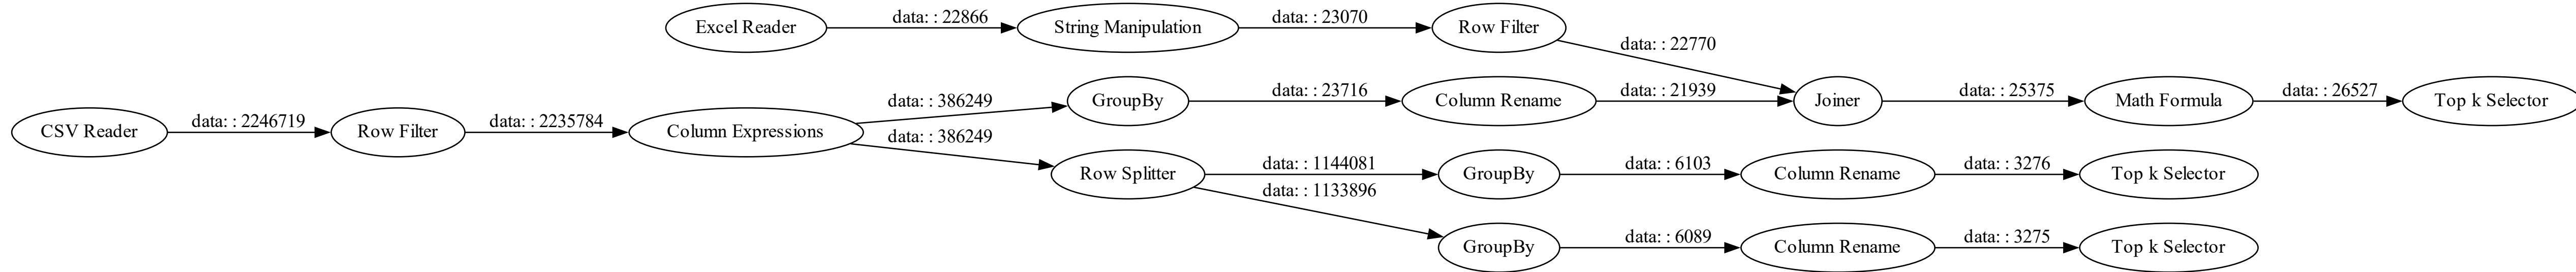 Excel Reader
data: : 22866
String Manipulation
data: : 23070
Row Filter
data: : 22770
CSV Reader
data: : 2246719
Row Filter
data: : 2235784
Column Expressions
data: : 386249
GroupBy
data: : 23716
Column Rename
data: : 21939
Joiner
data: : 25375
Math Formula
data: : 26527
Top k Selector
data: : 386249
Row Splitter
data: : 1144081
GroupBy
data: : 6103
Column Rename
data: : 3276
Top k Selector
data: : 1133896
GroupBy
data: : 6089
Column Rename
data: : 3275
Top k Selector